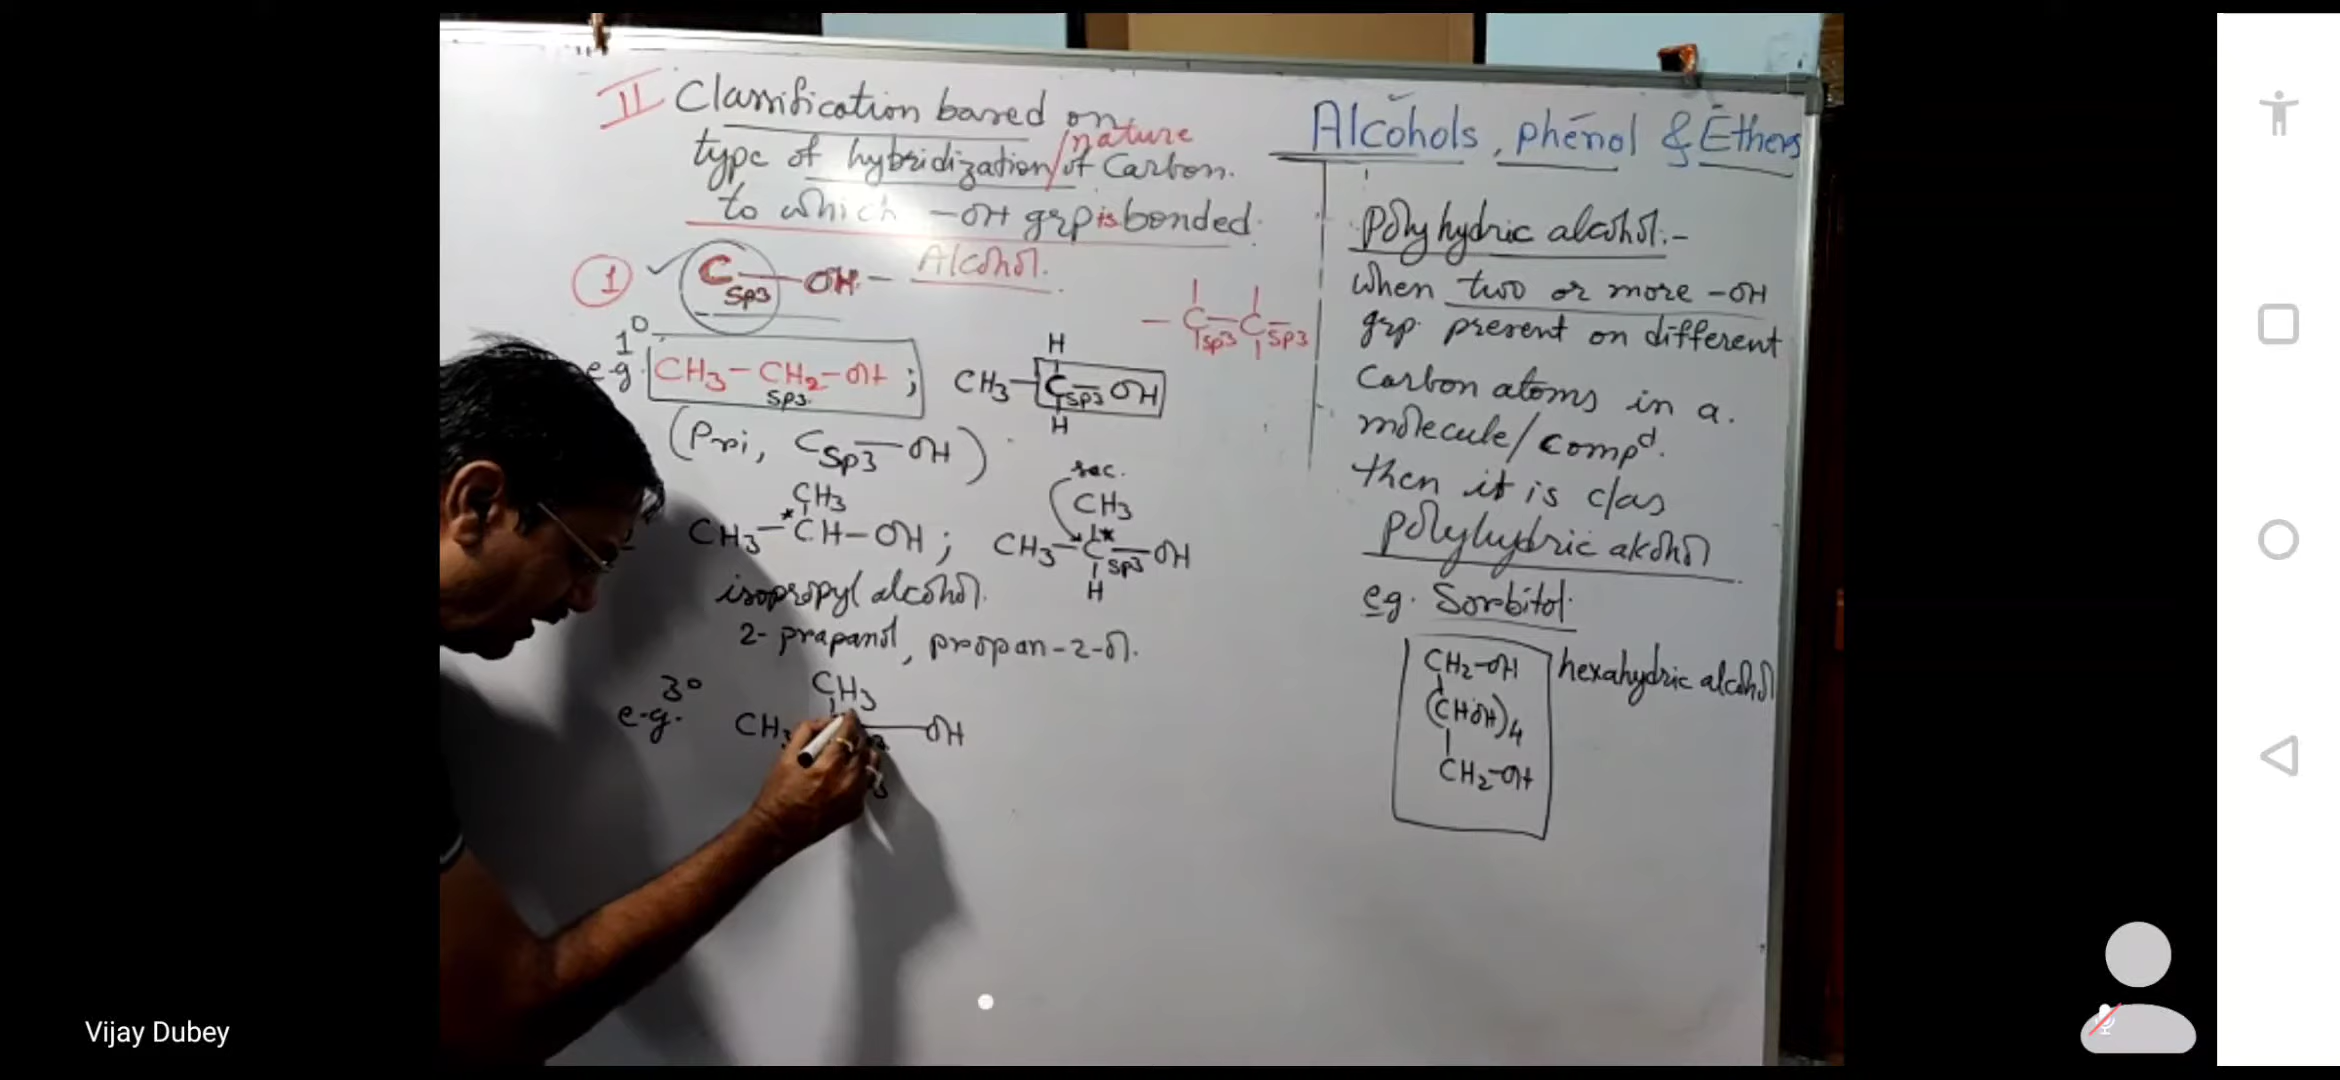 II Classification based on
type of hybridization/nature of Carbon.
to which -OH grp is bonded.
1 ✓ C sp3 — OH - Alcohol.
- C sp3 - C sp3
1°
e-g. CH3-CH2-OH ; sp3
H
CH3-C sp3 OH
H
(Pri, C sp3 - OH)
CH3
CH3-*CH-OH ;
sec.
CH3
CH3-C* sp3 OH
H
isopropyl alcohol.
2-prapanol, propan-2-ol.
3°
e-g.
CH3
CH3
OH
Alcohols, phenol & Ethers
Polyhydric alcohol:-
When two or more -OH
grp. present on different
Carbon atoms in a.
molecule/compd.
then it is clas
polyhydric alcohol
eg. Sorbitol.
CH2-OH
(CHOH)4
CH2-OH
hexahydric alcohol
Vijay Dubey